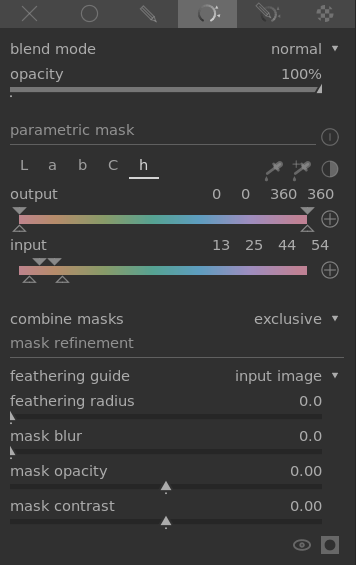 blend mode normal
opacity 100%
parametric mask
L a b C h
output 0 0 360 360
input 13 25 44 54
combine masks exclusive
mask refinement
feathering guide input image
feathering radius 0.0
mask blur 0.0
mask opacity 0.00
mask contrast 0.00